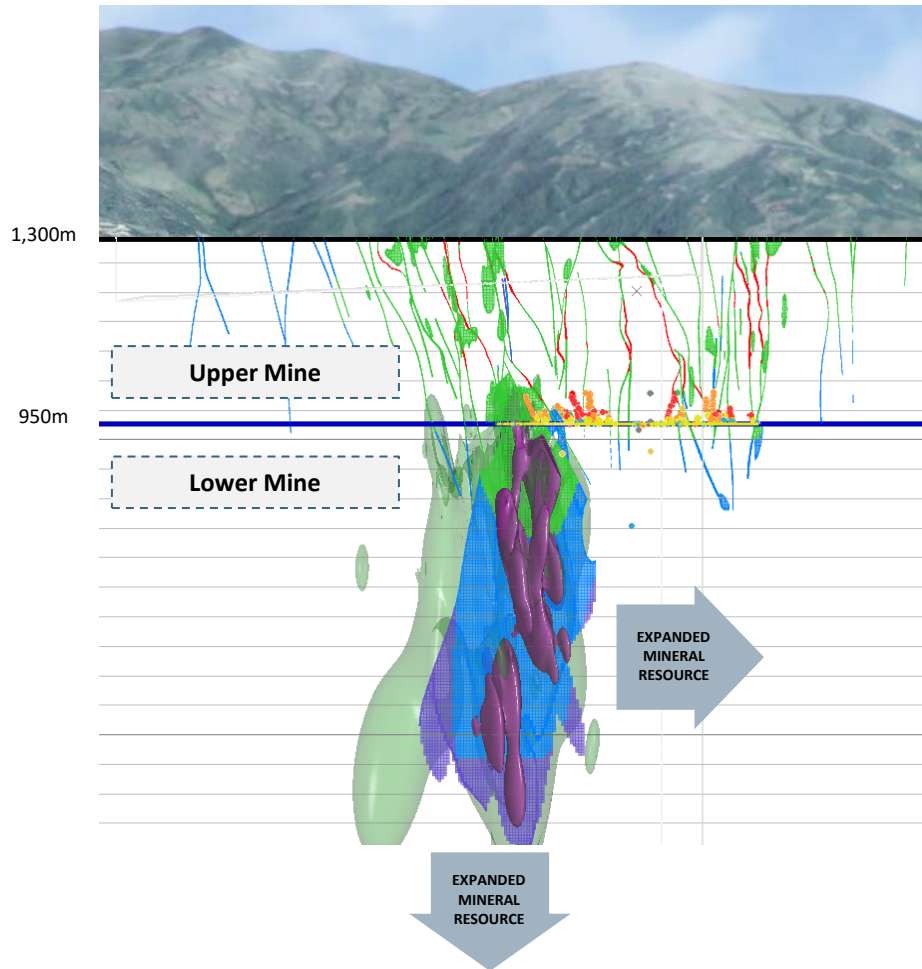 1,300m
Upper Mine
950m
Lower Mine
EXPANDED
MINERAL
RESOURCE
EXPANDED
MINERAL
RESOURCE